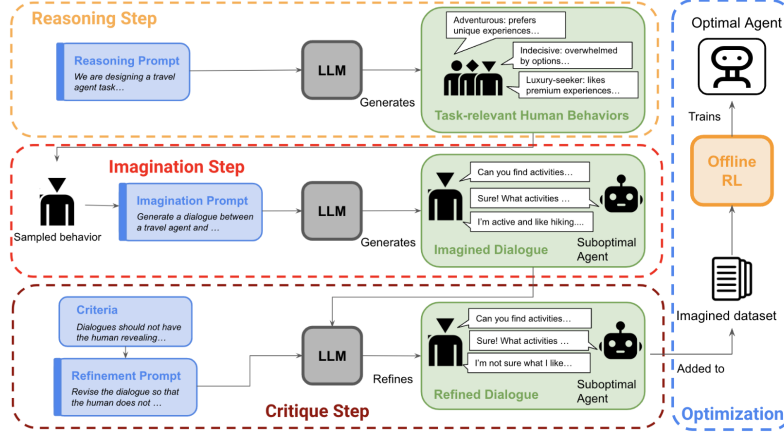 Reasoning Step
Reasoning Prompt
We are designing a travel
agent task…
LLM
Generates
Adventurous: prefers
unique experiences…
Indecisive: overwhelmed
by options…
Luxury-seeker: likes
premium experiences…
Task-relevant Human Behaviors
Imagination Step
Sampled behavior
Imagination Prompt
Generate a dialogue between
a travel agent and …
LLM
Generates
Can you find activities…
Sure! What activities …
I'm active and like hiking....
Imagined Dialogue
Suboptimal
Agent
Criteria
Dialogues should not have
the human revealing…
Refinement Prompt
Revise the dialogue so that
the human does not …
LLM
Refines
Can you find activities…
Sure! What activities …
I'm not sure what I like…
Refined Dialogue
Suboptimal
Agent
Critique Step
Optimal Agent
Trains
Offline
RL
Imagined dataset
Added to
Optimization